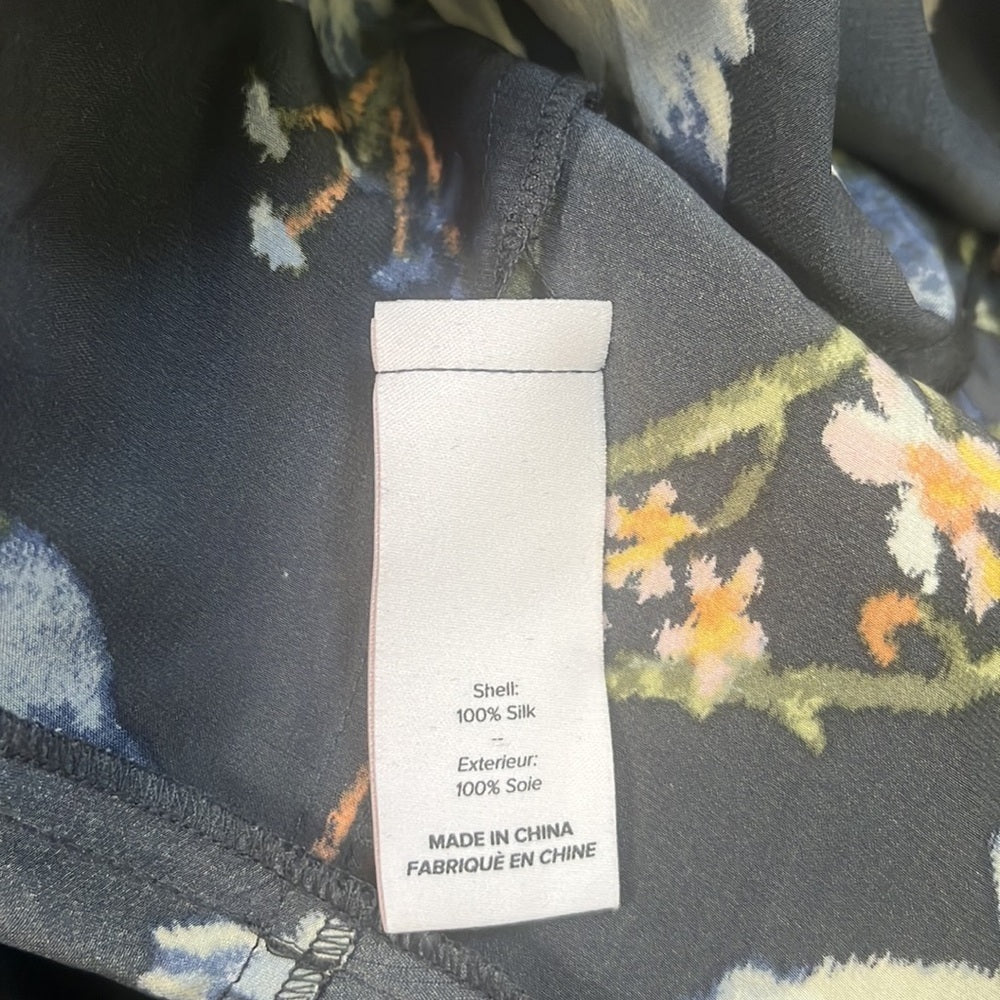 Shell:
100% Silk
--
Exterieur:
100% Soie
MADE IN CHINA
FABRIQUÈ EN CHINE